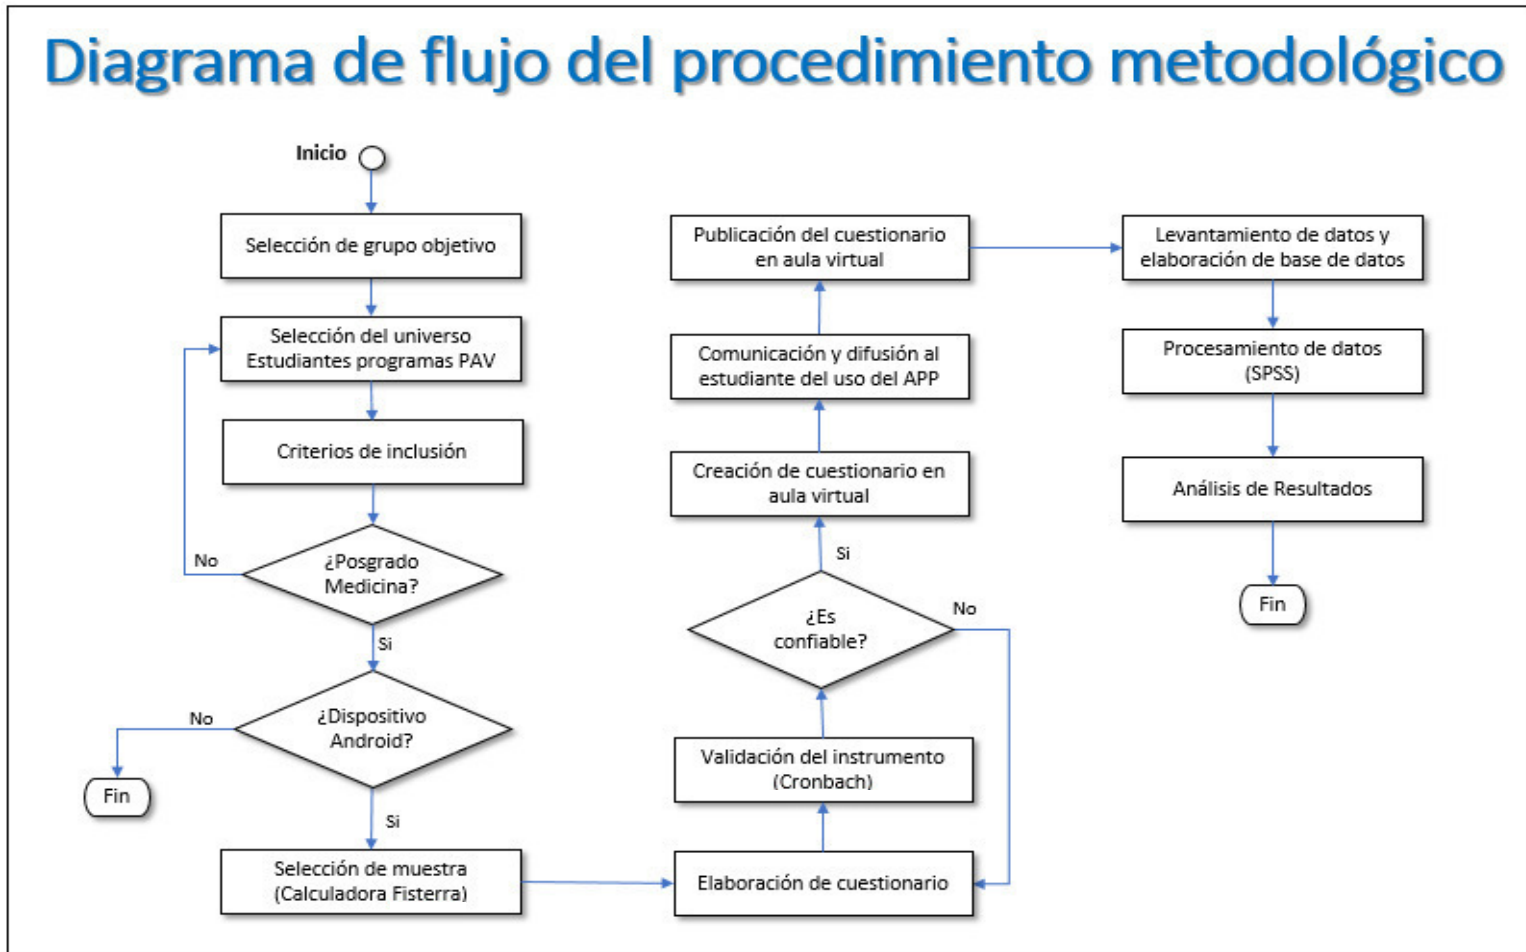 Diagrama de flujo del procedimiento metodológico
Inicio
Selección de grupo objetivo
Selección del universo
Estudiantes programas PAV
Criterios de inclusión
¿Posgrado
Medicina?
No
Si
¿Dispositivo
Android?
No
Fin
Si
Selección de muestra
(Calculadora Fisterra)
Elaboración de cuestionario
Validación del instrumento
(Cronbach)
¿Es
confiable?
No
Si
Creación de cuestionario en
aula virtual
Comunicación y difusión al
estudiante del uso del APP
Publicación del cuestionario
en aula virtual
Levantamiento de datos y
elaboración de base de datos
Procesamiento de datos
(SPSS)
Análisis de Resultados
Fin